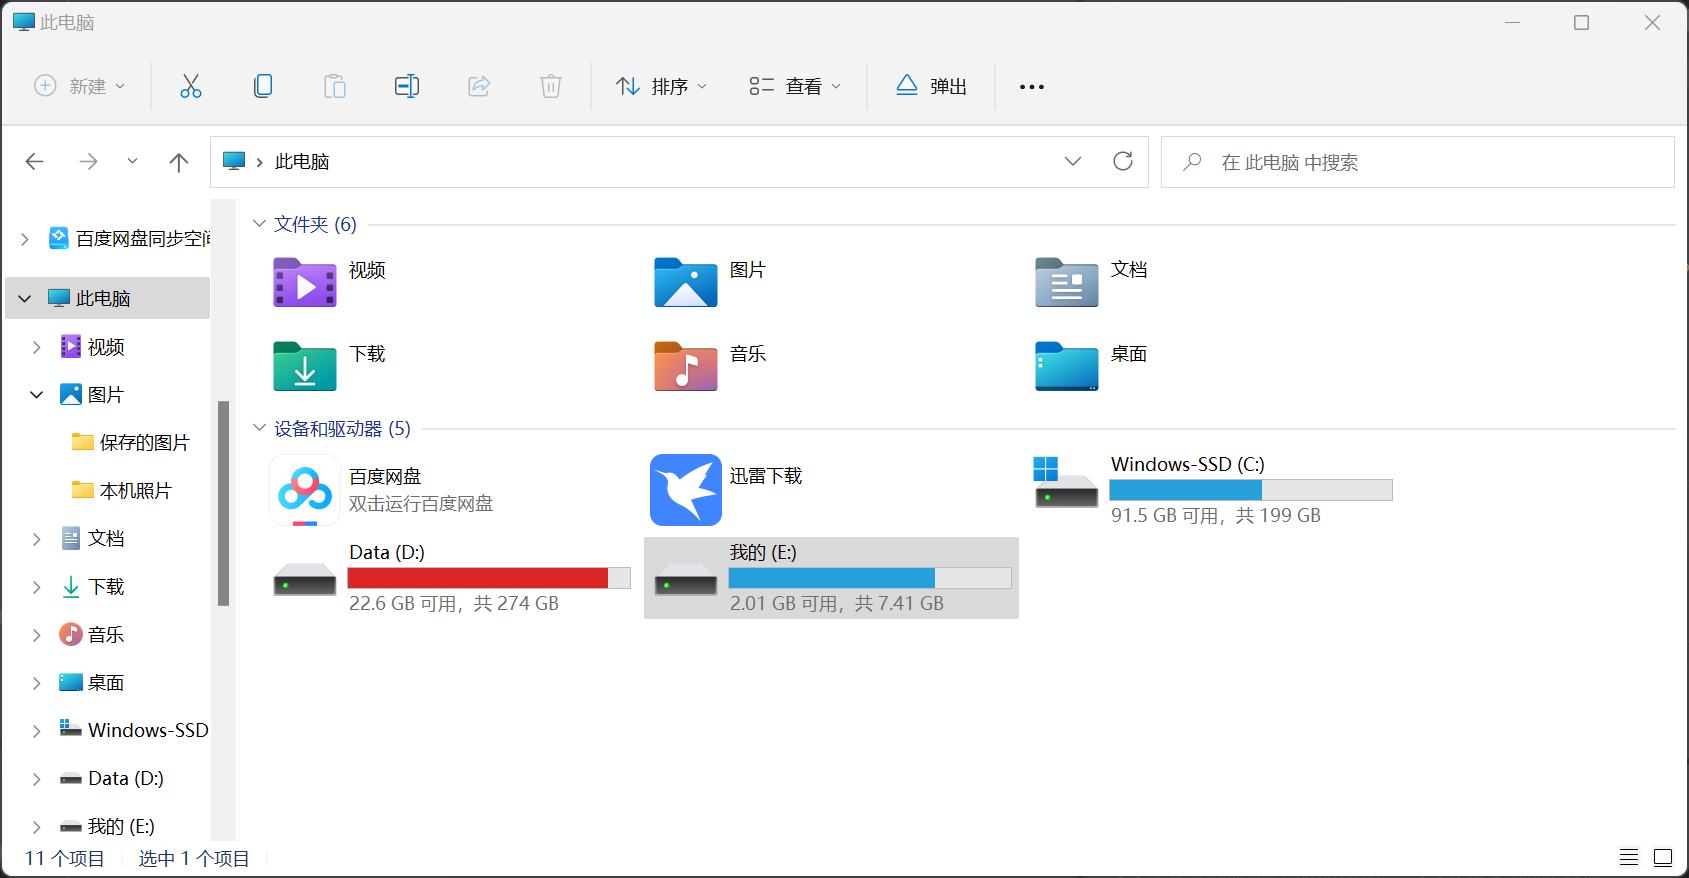 此电脑
新建
排序
查看
弹出
此电脑
在 此电脑 中搜索
百度网盘同步空间
此电脑
视频
图片
保存的图片
本机照片
文档
下载
音乐
桌面
Windows-SSD
Data (D:)
我的 (E:)
文件夹 (6)
视频
图片
文档
下载
音乐
桌面
设备和驱动器 (5)
百度网盘
双击运行百度网盘
迅雷下载
Windows-SSD (C:)
91.5 GB 可用，共 199 GB
Data (D:)
22.6 GB 可用，共 274 GB
我的 (E:)
2.01 GB 可用，共 7.41 GB
11 个项目
选中 1 个项目